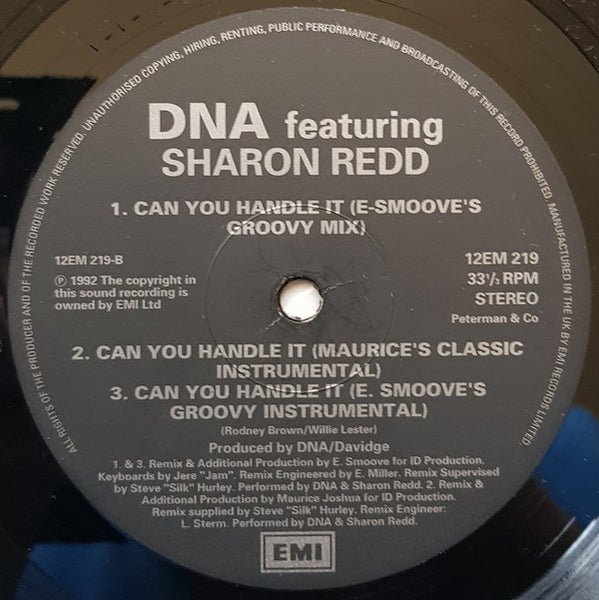 ALL RIGHTS OF THE PRODUCER AND OF THE RECORDED WORK RESERVED. UNAUTHORISED COPYING, HIRING, RENTING, PUBLIC PERFORMANCE AND BROADCASTING OF THIS RECORD PROHIBITED. MANUFACTURED IN THE UK BY EMI RECORDS LIMITED
DNA featuring
SHARON REDD
1. CAN YOU HANDLE IT (E-SMOOVE'S
GROOVY MIX)
12EM 219-B
℗ 1992 The copyright in
this sound recording is
owned by EMI Ltd
12EM 219
33⅓ RPM
STEREO
Peterman & Co
2. CAN YOU HANDLE IT (MAURICE'S CLASSIC
INSTRUMENTAL)
3. CAN YOU HANDLE IT (E. SMOOVE'S
GROOVY INSTRUMENTAL)
(Rodney Brown/Willie Lester)
Produced by DNA/Davidge
1. & 3. Remix & Additional Production by E. Smoove for ID Production.
Keyboards by Jere "Jam". Remix Engineered by E. Miller. Remix Supervised
by Steve "Silk" Hurley. Performed by DNA & Sharon Redd. 2. Remix &
Additional Production by Maurice Joshua for ID Production.
Remix supplied by Steve "Silk" Hurley. Remix Engineer:
L. Sterm. Performed by DNA & Sharon Redd.
EMI